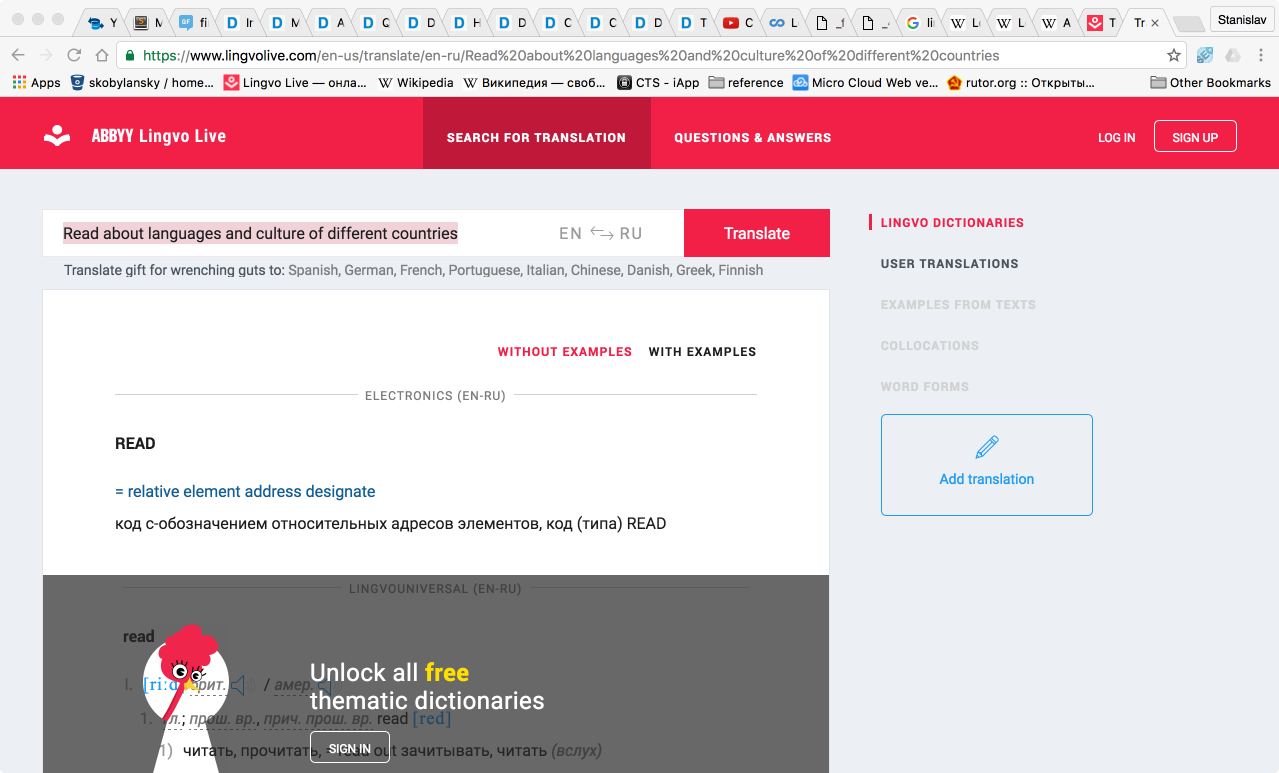 Y M fi Ir M A Q D H D C C D T C L _f _4 li L L A T Tr × Stanislav
https://www.lingvolive.com/en-us/translate/en-ru/Read%20about%20languages%20and%20culture%20of%20different%20countries
Apps skobylansky / home... Lingvo Live — онла... Wikipedia Википедия — своб... CTS - iApp reference Micro Cloud Web ve... rutor.org :: Открыты... Other Bookmarks
ABBYY Lingvo Live SEARCH FOR TRANSLATION QUESTIONS & ANSWERS LOG IN SIGN UP
Read about languages and culture of different countries EN RU Translate
Translate gift for wrenching guts to: Spanish, German, French, Portuguese, Italian, Chinese, Danish, Greek, Finnish
WITHOUT EXAMPLES WITH EXAMPLES
ELECTRONICS (EN-RU)
READ
= relative element address designate
код с-обозначением относительных адресов элементов, код (типа) READ
LINGVOUNIVERSAL (EN-RU)
read
I. брит. / амер.
1. гл.; прош. вр., прич. прош. вр. read [red]
1) читать, прочитать, read out зачитывать, читать (вслух)
Unlock all free
thematic dictionaries
SIGN IN
LINGVO DICTIONARIES
USER TRANSLATIONS
EXAMPLES FROM TEXTS
COLLOCATIONS
WORD FORMS
Add translation